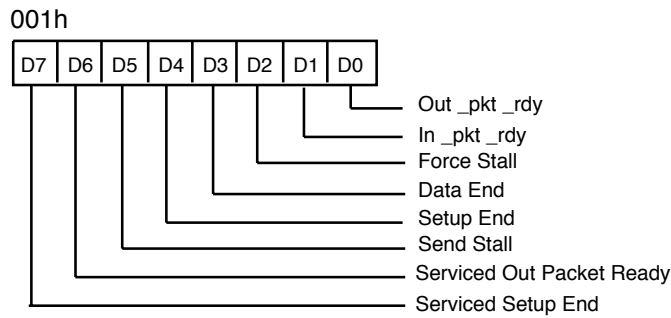 001h
D7 D6 D5 D4 D3 D2 D1 D0
Out _pkt _rdy
In _pkt _rdy
Force Stall
Data End
Setup End
Send Stall
Serviced Out Packet Ready
Serviced Setup End